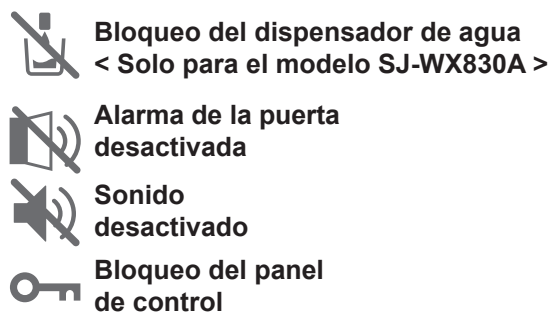 Bloqueo del dispensador de agua
< Solo para el modelo SJ-WX830A >
Alarma de la puerta
desactivada
Sonido
desactivado
Bloqueo del panel
de control